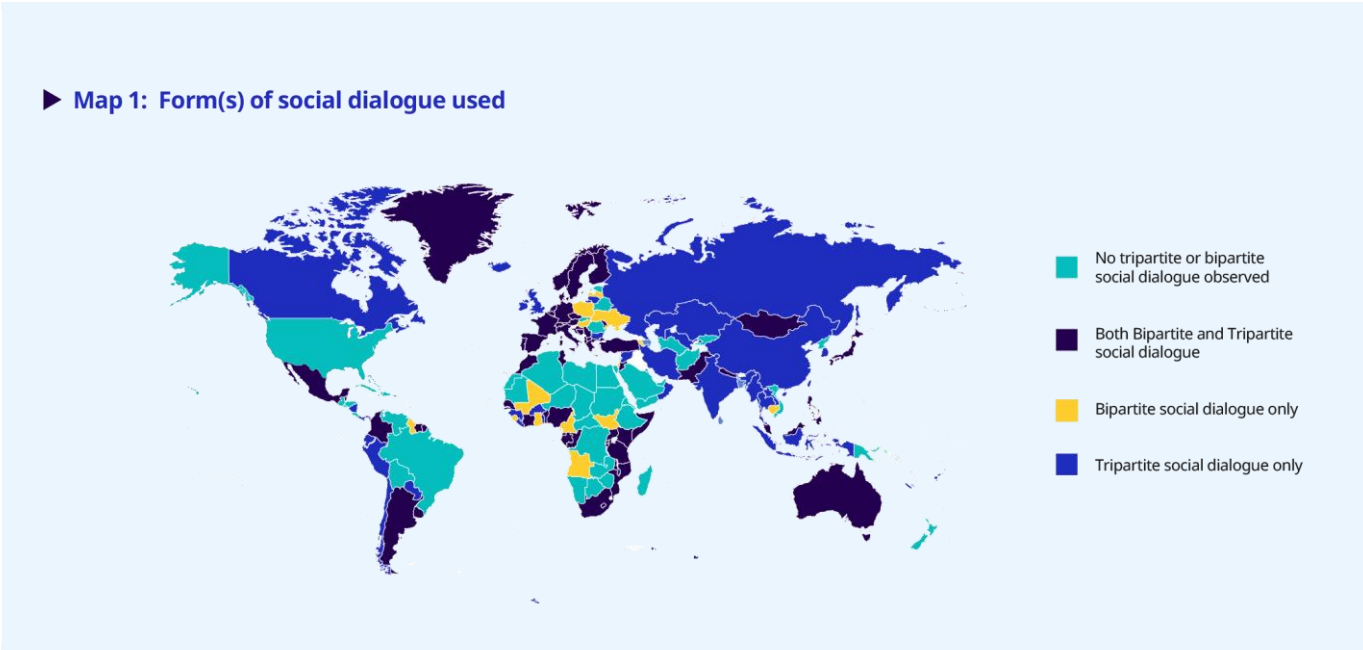 Map 1: Form(s) of social dialogue used
No tripartite or bipartite
social dialogue observed
Both Bipartite and Tripartite
social dialogue
Bipartite social dialogue only
Tripartite social dialogue only